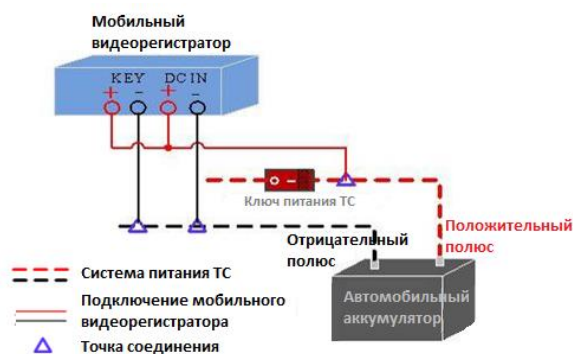 Мобильный
видеорегистратор
KEY DC IN
+ - + -
Ключ питания ТС
Отрицательный
полюс
Положительный
полюс
Автомобильный
аккумулятор
Система питания ТС
Подключение мобильного
видеорегистратора
Точка соединения